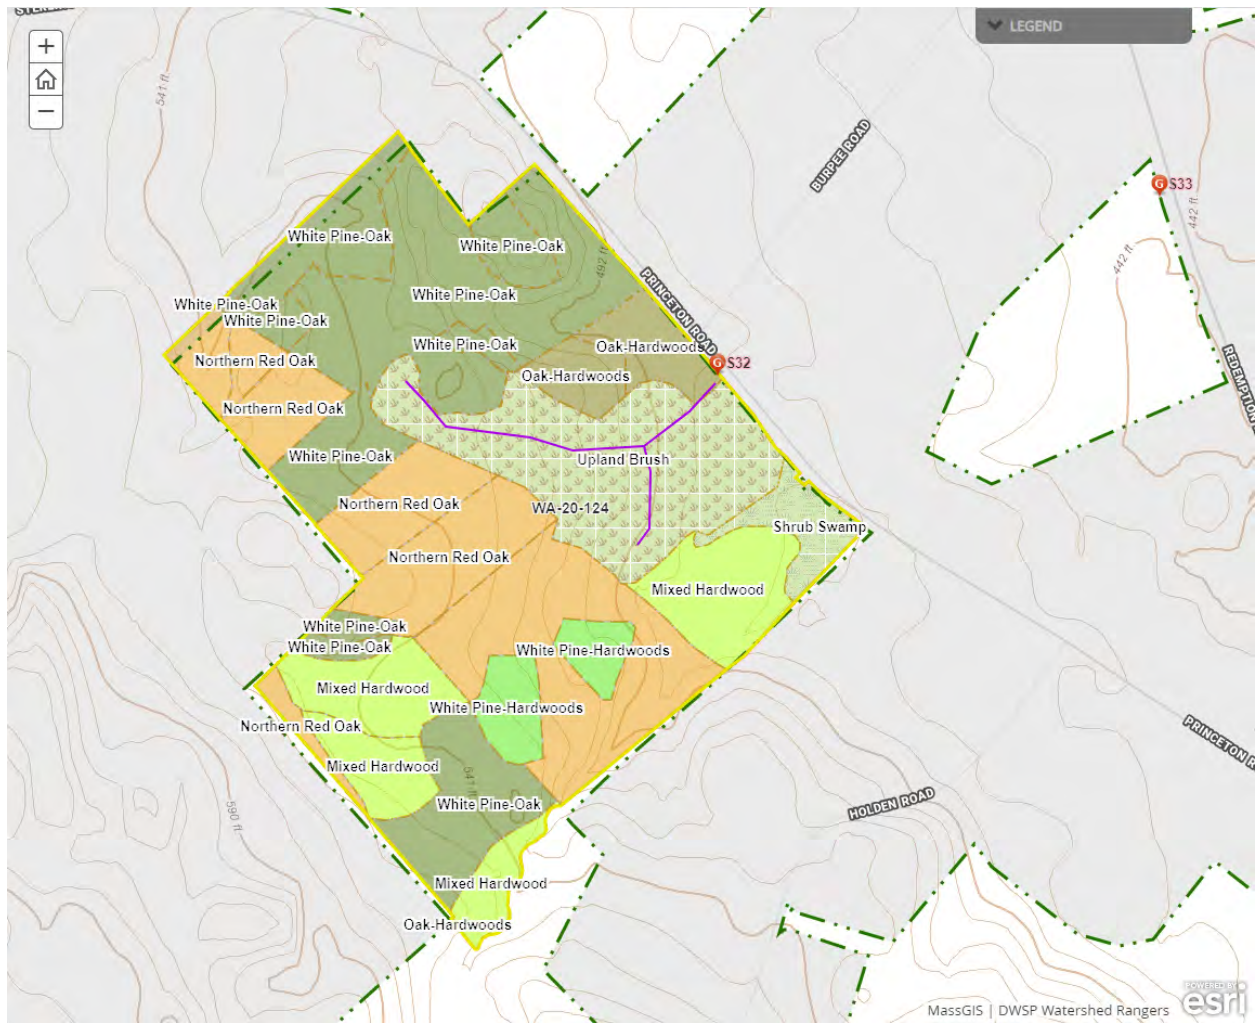 LEGEND
+
−
541 ft
BURPEE ROAD
G S33
442 ft
442 ft
White Pine-Oak
White Pine-Oak
492 ft
PRINCETON ROAD
White Pine-Oak
White Pine-Oak
White Pine-Oak
White Pine-Oak
Oak-Hardwoods
G S32
Northern Red Oak
Oak-Hardwoods
Northern Red Oak
White Pine-Oak
Upland Brush
Northern Red Oak
WA-20-124
Shrub Swamp
Northern Red Oak
Mixed Hardwood
White Pine-Oak
White Pine-Oak
White Pine-Hardwoods
Mixed Hardwood
White Pine-Hardwoods
Northern Red Oak
Mixed Hardwood
541 ft
White Pine-Oak
590 ft
HOLDEN ROAD
Mixed Hardwood
Oak-Hardwoods
MassGIS | DWSP Watershed Rangers
POWERED BY
esri